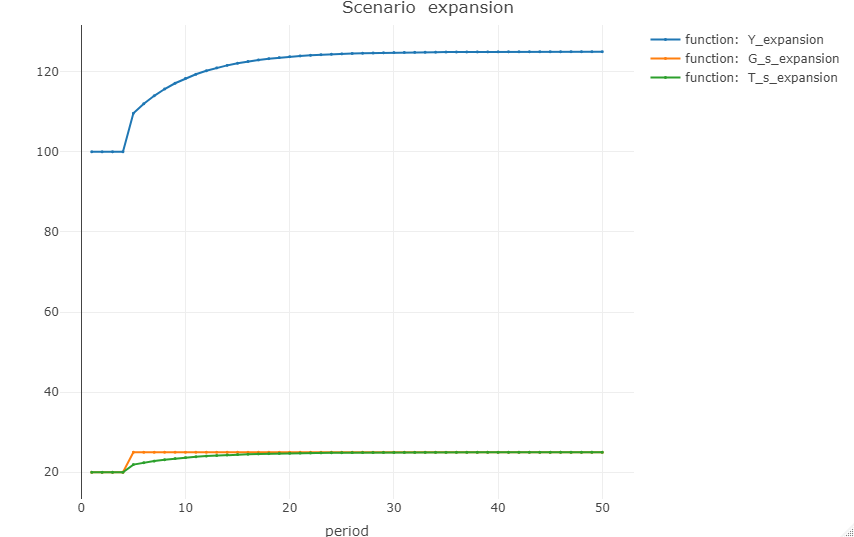 Scenario  expansion
function:  Y_expansion
function:  G_s_expansion
function:  T_s_expansion
120
100
80
60
40
20
0 10 20 30 40 50
period